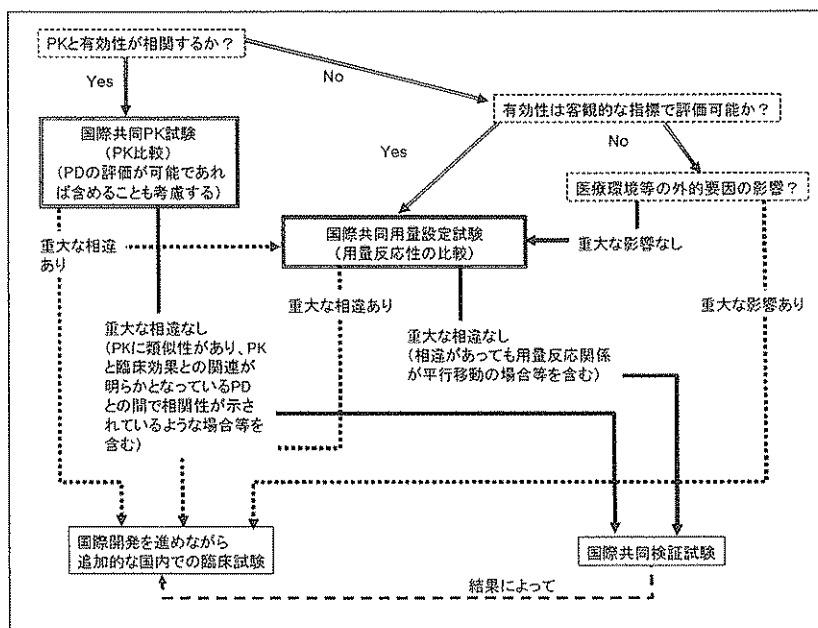 PKと有効性が相関するか？
Yes
No
有効性は客観的な指標で評価可能か？
国際共同PK試験
（PK比較）
（PDの評価が可能であれ
ば含めることも考慮する）
Yes
No
医療環境等の外的要因の影響？
重大な相違
あり
国際共同用量設定試験
（用量反応性の比較）
重大な影響なし
重大な相違あり
重大な影響あり
重大な相違なし
（PKに類似性があり、PK
と臨床効果との関連が
明らかとなっているPD
との間で相関性が示さ
れているような場合等を
含む）
重大な相違なし
（相違があっても用量反応関係
が平行移動の場合等を含む）
国際開発を進めながら
追加的な国内での臨床試験
国際共同検証試験
結果によって